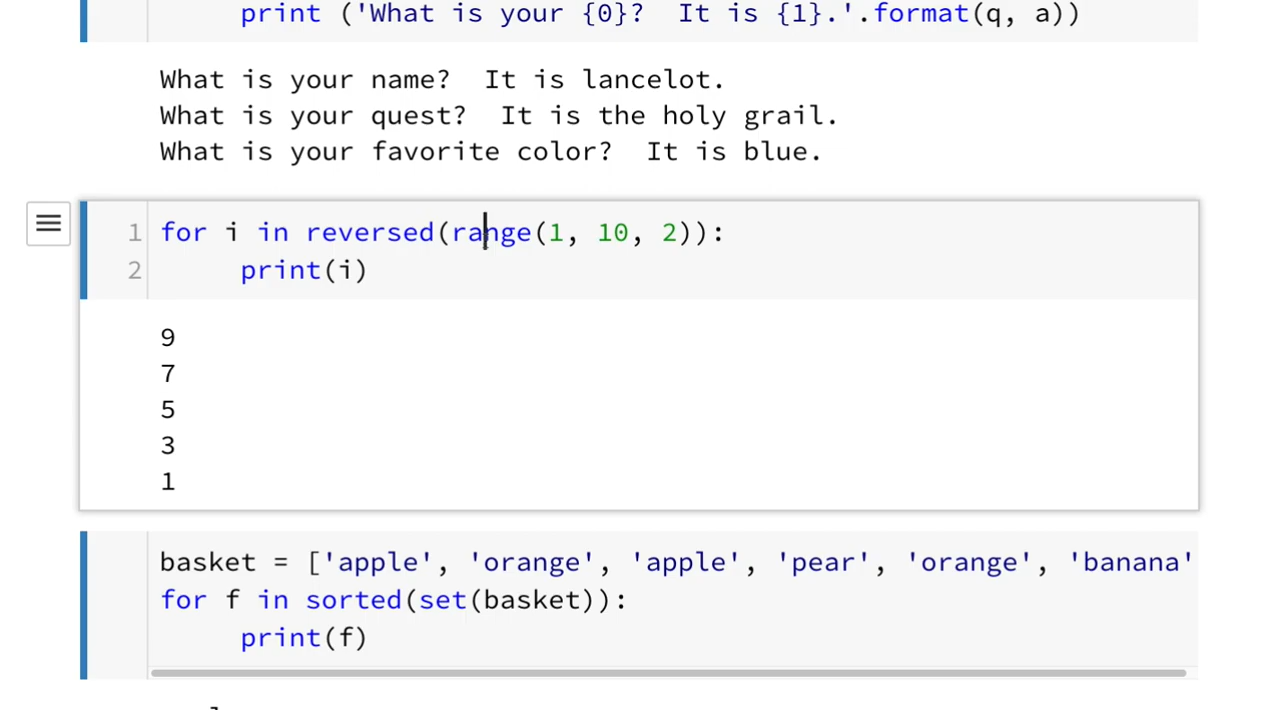 print ('What is your {0}?  It is {1}.'.format(q, a))
What is your name?  It is lancelot.
What is your quest?  It is the holy grail.
What is your favorite color?  It is blue.
1 for i in reversed(range(1, 10, 2)):
2      print(i)
9
7
5
3
1
basket = ['apple', 'orange', 'apple', 'pear', 'orange', 'banana'
for f in sorted(set(basket)):
     print(f)